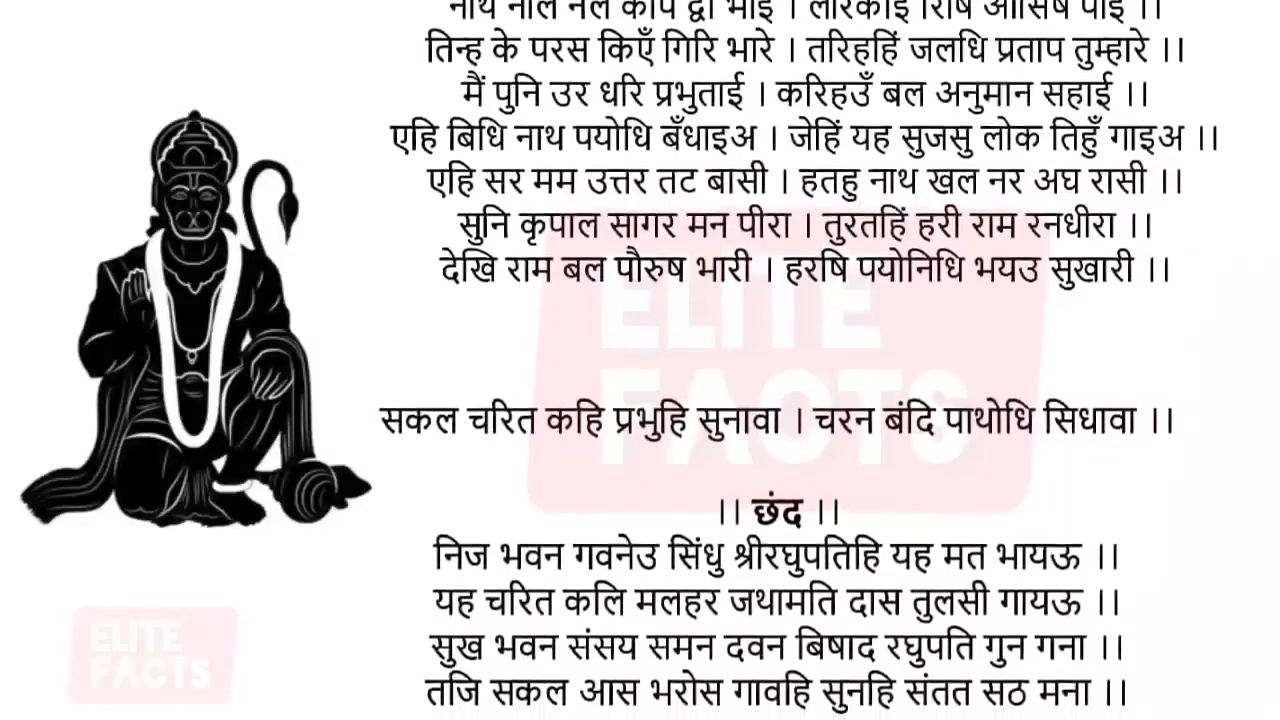 नाथ नील नल कपि द्वौ भाई । लरिकाईं रिषि आसिष पाई ।।
तिन्ह के परस किएँ गिरि भारे । तरिहहिं जलधि प्रताप तुम्हारे ।।
मैं पुनि उर धरि प्रभुताई । करिहउँ बल अनुमान सहाई ।।
एहि बिधि नाथ पयोधि बँधाइअ । जेहिं यह सुजसु लोक तिहुँ गाइअ ।।
एहि सर मम उत्तर तट बासी । हतहु नाथ खल नर अघ रासी ।।
सुनि कृपाल सागर मन पीरा । तुरतहिं हरी राम रनधीरा ।।
देखि राम बल पौरुष भारी । हरषि पयोनिधि भयउ सुखारी ।।
सकल चरित कहि प्रभुहि सुनावा । चरन बंदि पाथोधि सिधावा ।।
।। छंद ।।
निज भवन गवनेउ सिंधु श्रीरघुपतिहि यह मत भायऊ ।।
यह चरित कलि मलहर जथामति दास तुलसी गायऊ ।।
सुख भवन संसय समन दवन बिषाद रघुपति गुन गना ।।
तजि सकल आस भरोस गावहि सुनहि संतत सठ मना ।।
ELITE
FACTS
ELITE
FACTS